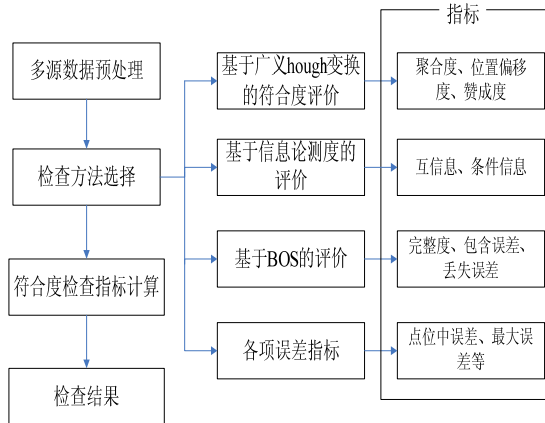 指标
多源数据预处理
基于广义hough变换
的符合度评价
聚合度、位置偏移
度、赞成度
检查方法选择
基于信息论测度的
评价
互信息、条件信息
符合度检查指标计算
基于BOS的评价
完整度、包含误差、
丢失误差
检查结果
各项误差指标
点位中误差、最大误
差等